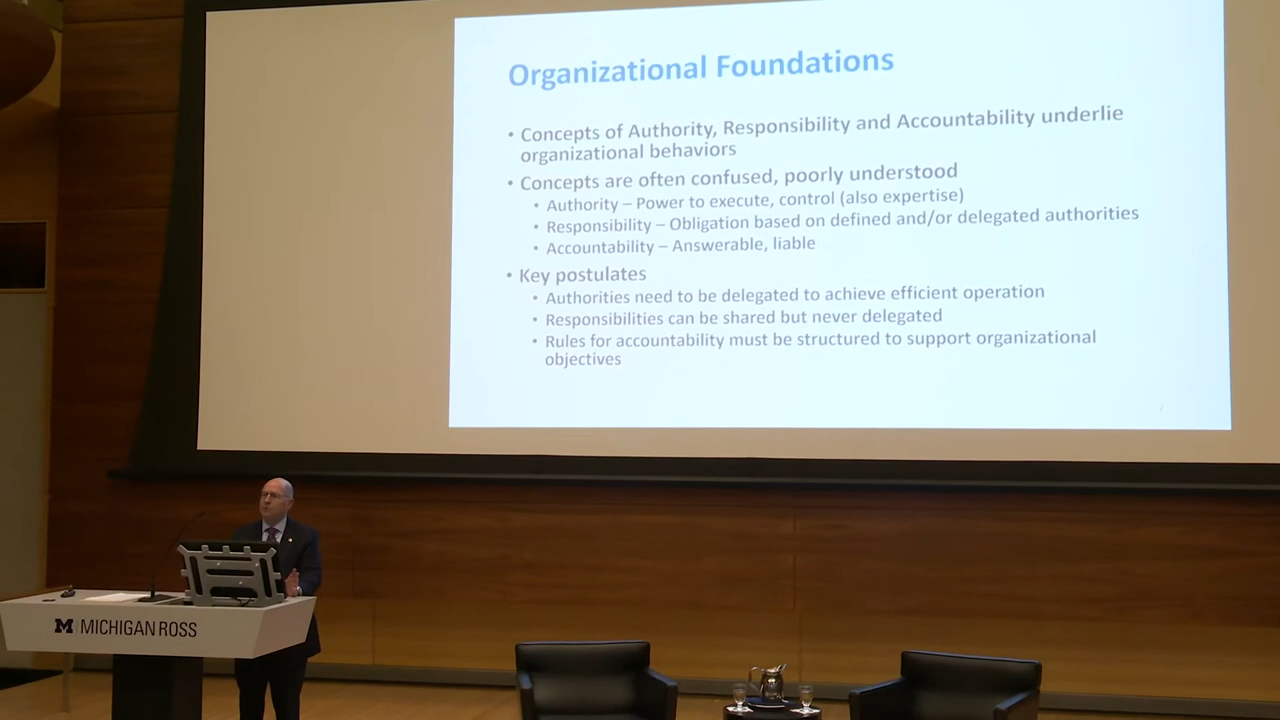 Organizational Foundations
• Concepts of Authority, Responsibility and Accountability underlie
organizational behaviors
• Concepts are often confused, poorly understood
• Authority – Power to execute, control (also expertise)
• Responsibility – Obligation based on defined and/or delegated authorities
• Accountability – Answerable, liable
• Key postulates
• Authorities need to be delegated to achieve efficient operation
• Responsibilities can be shared but never delegated
• Rules for accountability must be structured to support organizational
objectives
M MICHIGAN ROSS